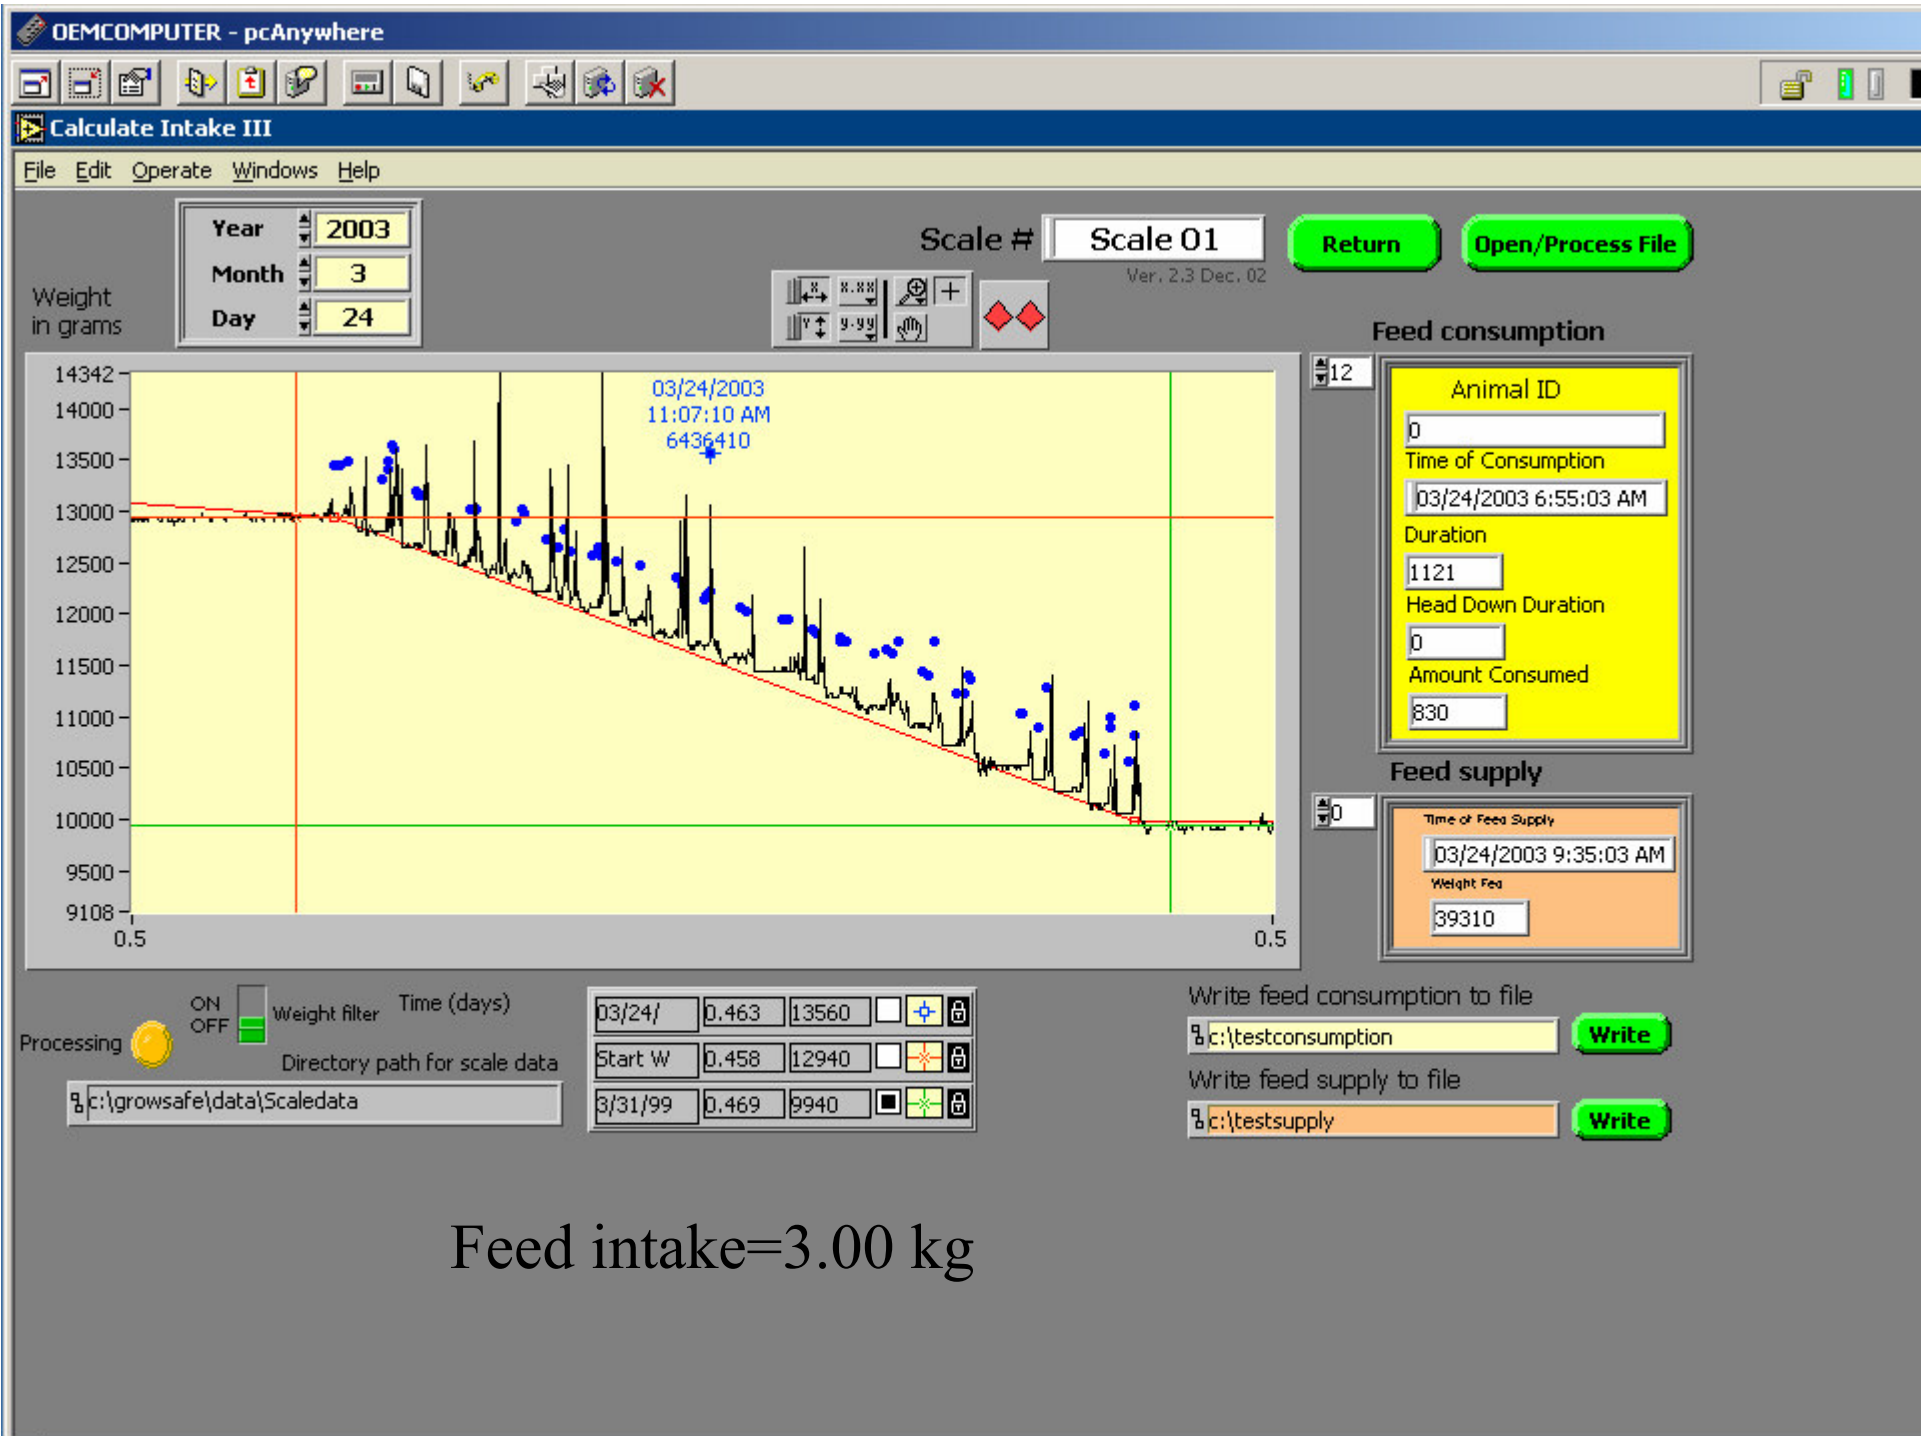 OEMCOMPUTER - pcAnywhere
Calculate Intake III
File Edit Operate Windows Help
Year 2003
Month 3
Day 24
Scale # Scale 01
Ver. 2.3 Dec. 02
Return
Open/Process File
Weight
in grams
03/24/2003
11:07:10 AM
6436410
14342
14000
13500
13000
12500
12000
11500
11000
10500
10000
9500
9108
0.5
0.5
Feed consumption
12
Animal ID
0
Time of Consumption
03/24/2003 6:55:03 AM
Duration
1121
Head Down Duration
0
Amount Consumed
830
Feed supply
0
Time of Feed Supply
03/24/2003 9:35:03 AM
Weight Fed
39310
Processing
ON
OFF
Weight filter
Time (days)
Directory path for scale data
c:\growsafe\data\Scaledata
03/24/ 0.463 13560
Start W 0.458 12940
3/31/99 0.469 9940
Write feed consumption to file
c:\testconsumption
Write
Write feed supply to file
c:\testsupply
Write
Feed intake=3.00 kg